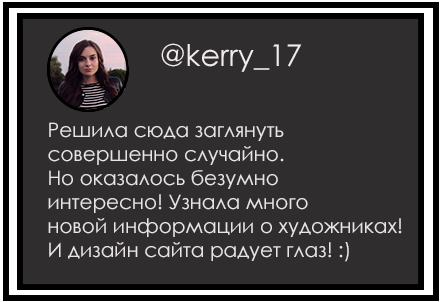 @kerry_17
Решила сюда заглянуть
совершенно случайно.
Но оказалось безумно
интересно! Узнала много
новой информации о художниках!
И дизайн сайта радует глаз! :)